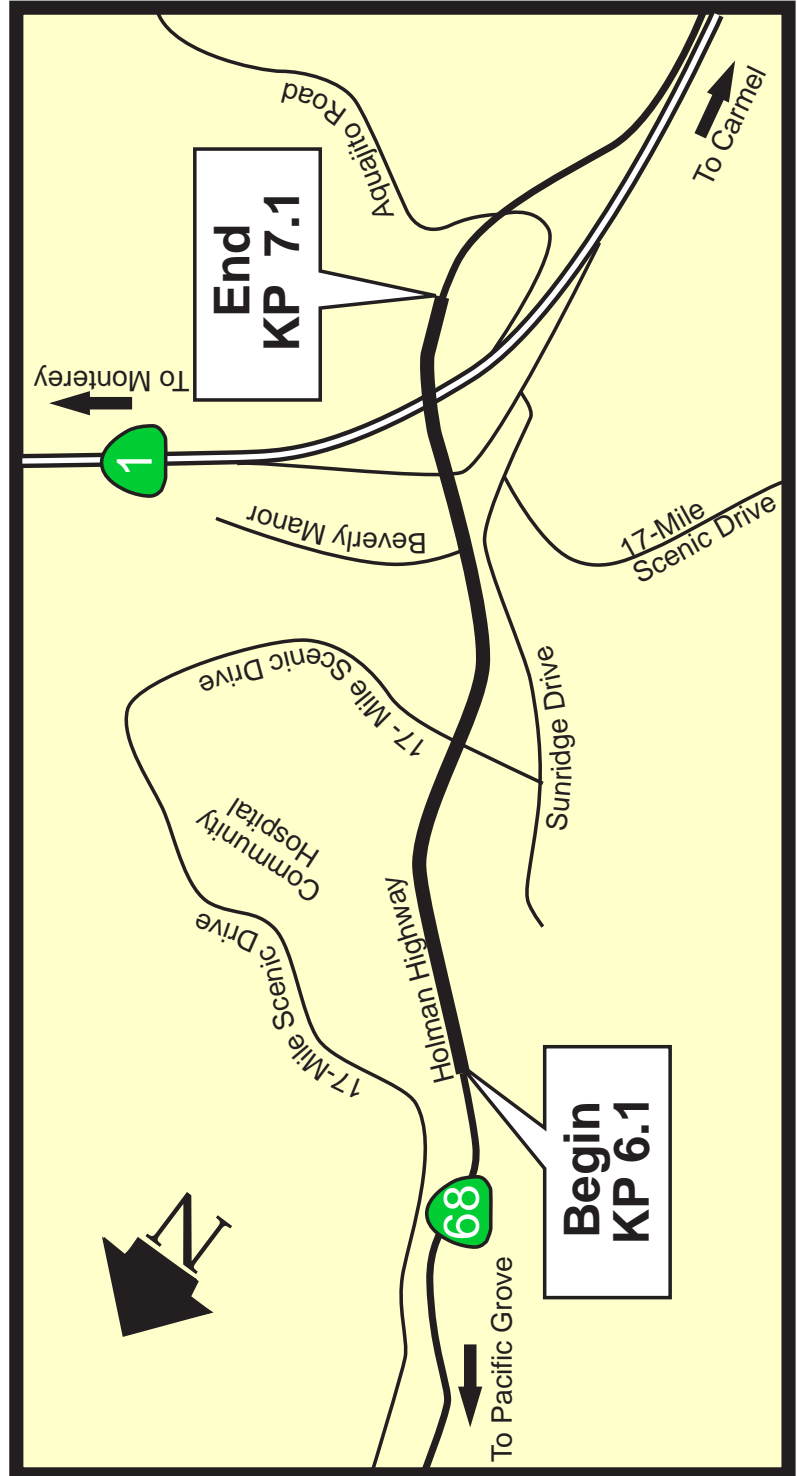 To Monterey
1
End
KP 7.1
Aquajito Road
Beverly Manor
17- Mile Scenic Drive
Community
Hospital
17-Mile Scenic Drive
N
Holman Highway
68
To Pacific Grove
Begin
KP 6.1
Sunridge Drive
17-Mile
Scenic Drive
To Carmel